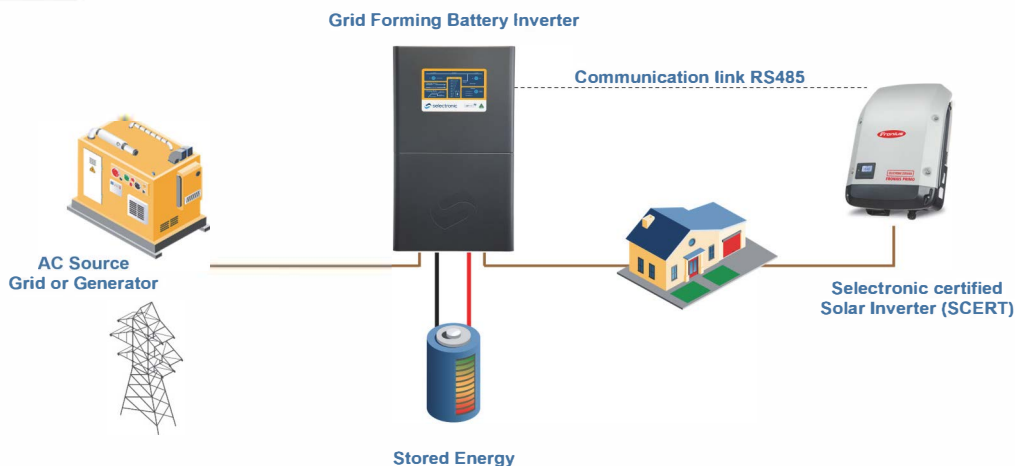 Grid Forming Battery Inverter
Communication link RS485
selectronic
Fronius
AC Source
Grid or Generator
Selectronic certified
Solar Inverter (SCERT)
Stored Energy